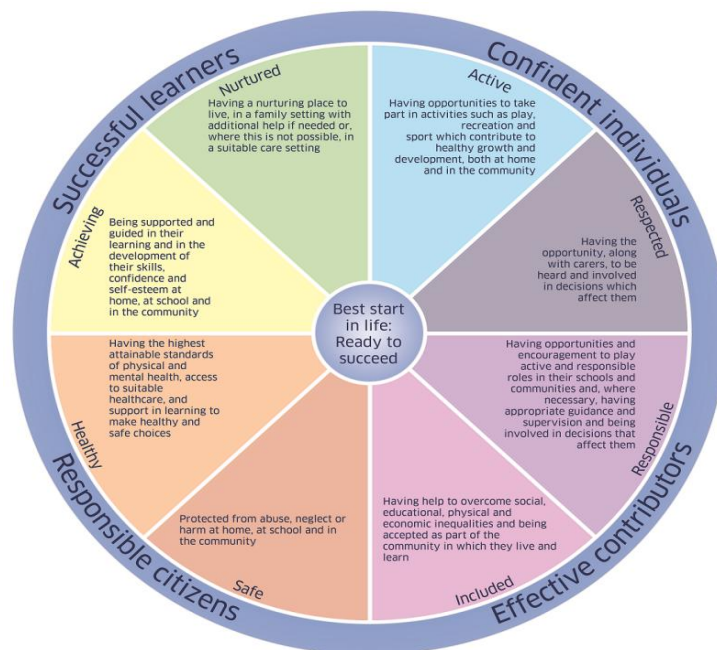 Successful learners
Confident individuals
Nurtured
Having a nurturing place to
live, in a family setting with
additional help if needed or,
where this is not possible, in
a suitable care setting
Active
Having opportunities to take
part in activities such as play,
recreation and
sport which contribute to
healthy growth and
development, both at home
and in the community
Achieving
Being supported and
guided in their
learning and in the
development of
their skills,
confidence and
self-esteem at
home, at school and
in the community
Respected
Having the
opportunity, along
with carers, to be
heard and involved
in decisions which
affect them
Best start
in life:
Ready to
succeed
Healthy
Having the highest
attainable standards
of physical and
mental health, access
to suitable
healthcare, and
support in learning to
make healthy and
safe choices
Responsible
Having opportunities and
encouragement to play
active and responsible
roles in their schools and
communities and, where
necessary, having
appropriate guidance and
supervision and being
involved in decisions that
affect them
Protected from abuse, neglect or
harm at home, at school and in
the community
Safe
Having help to overcome social,
educational, physical and
economic inequalities and being
accepted as part of the
community in which they live and
learn
Included
Responsible citizens
Effective contributors